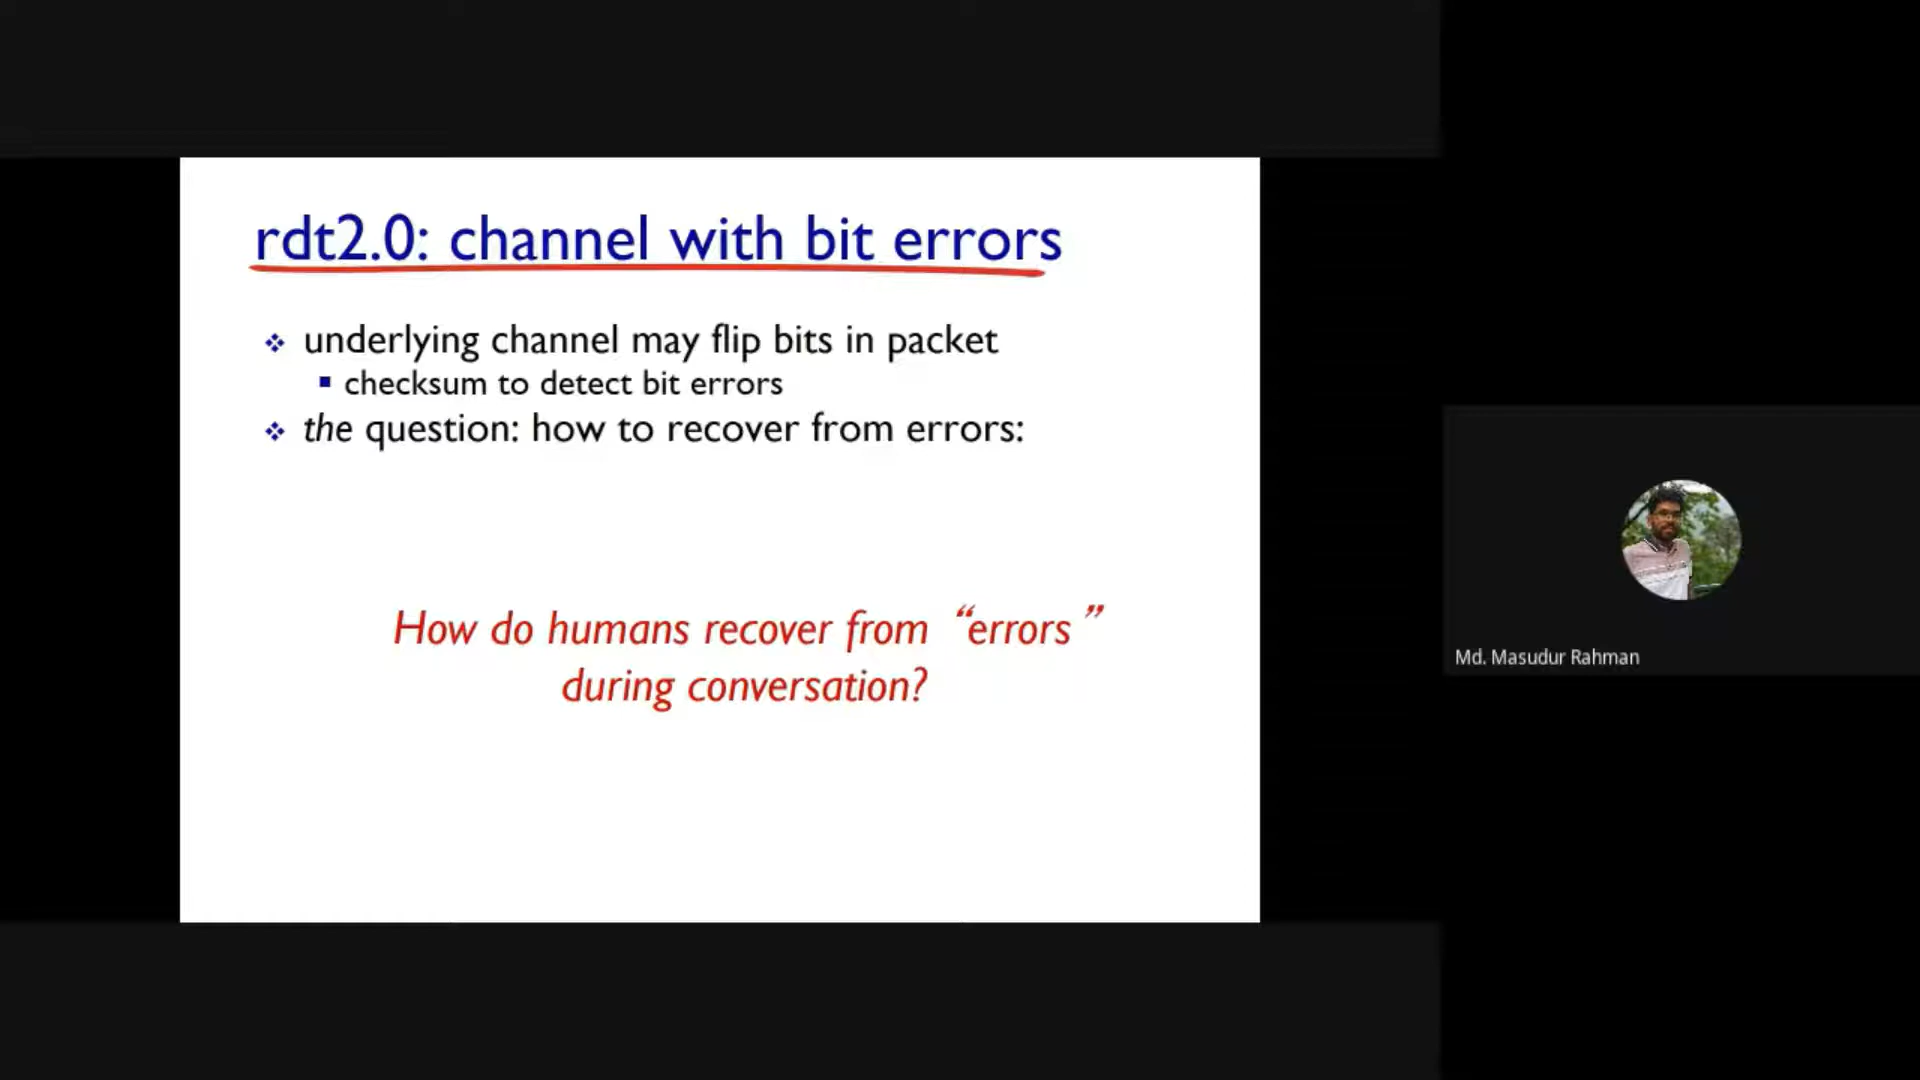 rdt2.0: channel with bit errors
underlying channel may flip bits in packet
checksum to detect bit errors
the question: how to recover from errors:
How do humans recover from “errors”
during conversation?
Md. Masudur Rahman